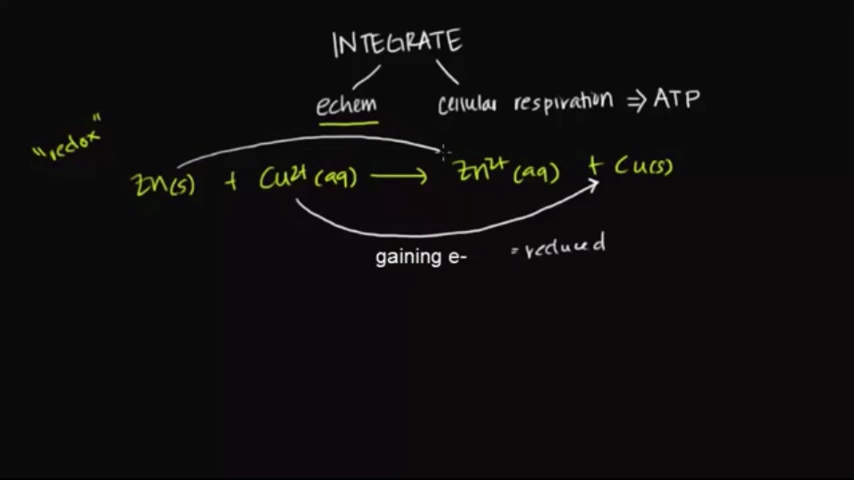 INTEGRATE
echem cellular respiration ⇒ ATP
"redox"
Zn(s) + Cu²⁺(aq) ⟶ Zn²⁺(aq) + Cu(s)
gaining e- = reduced